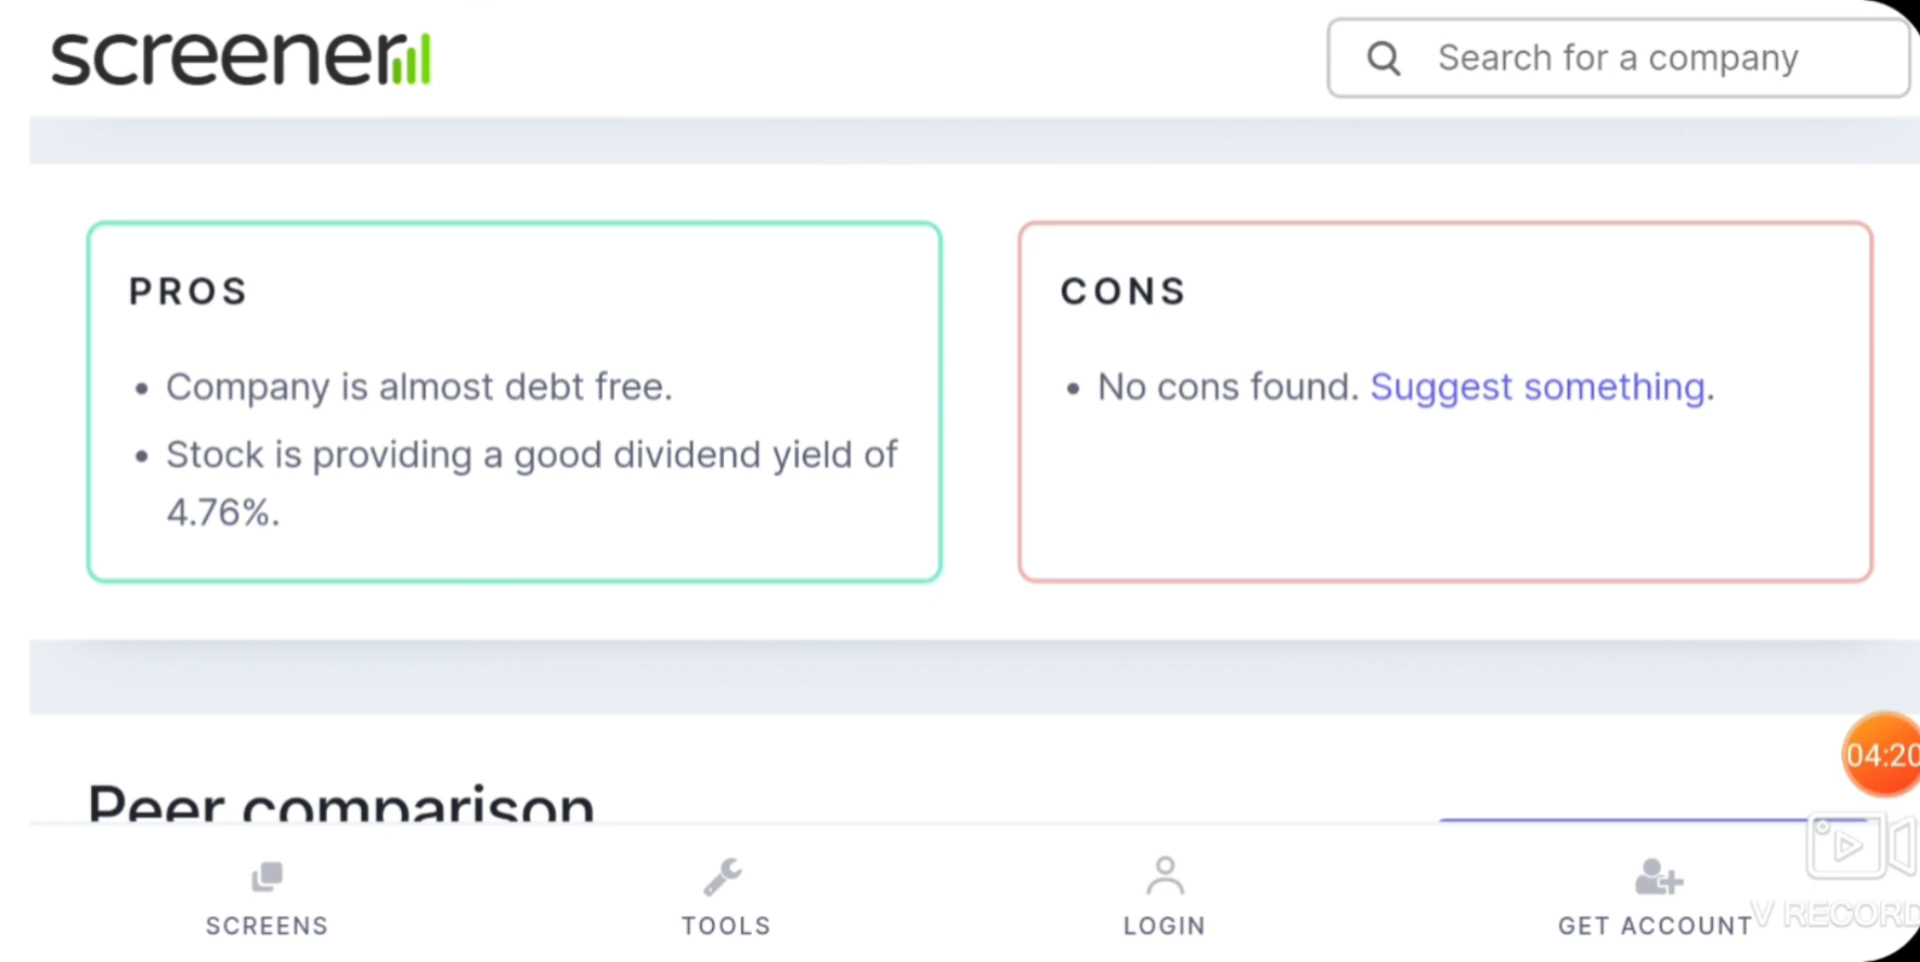 screener
Search for a company
PROS
CONS
• Company is almost debt free.
• No cons found. Suggest something.
• Stock is providing a good dividend yield of
4.76%.
04:20
Peer comparison
SCREENS
TOOLS
LOGIN
GET ACCOUNT
V RECORD